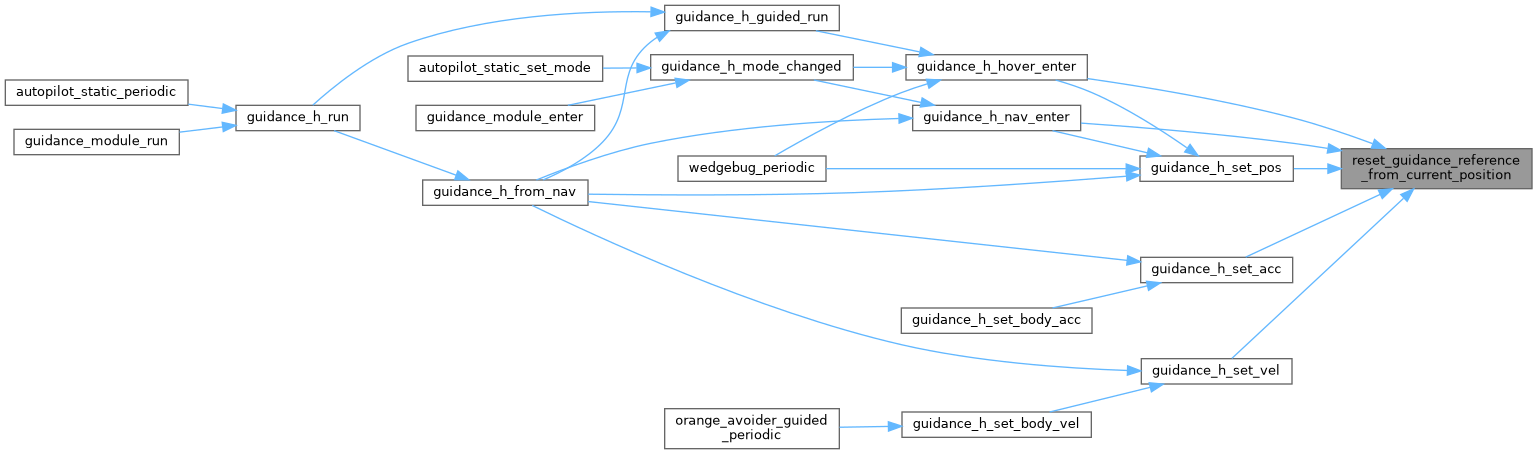 guidance_h_guided_run
autopilot_static_set_mode
guidance_h_mode_changed
guidance_h_hover_enter
autopilot_static_periodic
guidance_h_run
guidance_module_enter
guidance_h_nav_enter
guidance_module_run
wedgebug_periodic
guidance_h_set_pos
reset_guidance_reference
_from_current_position
guidance_h_from_nav
guidance_h_set_acc
guidance_h_set_body_acc
guidance_h_set_vel
orange_avoider_guided
_periodic
guidance_h_set_body_vel